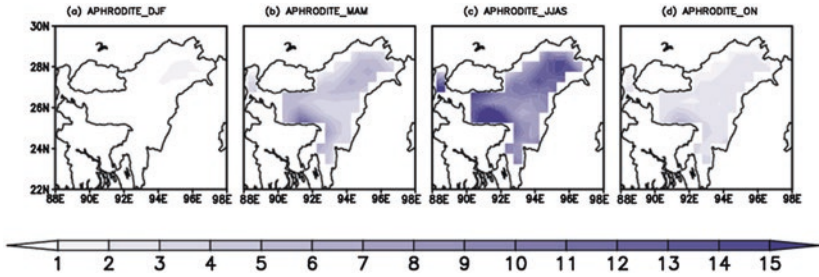 (a) APHRODITE_DJF (b) APHRODITE_MAM (c) APHRODITE_JJAS (d) APHRODITE_ON
30N
28N
26N
24N
22N
88E 90E 92E 94E 96E 98E 88E 90E 92E 94E 96E 98E 88E 90E 92E 94E 96E 98E 88E 90E 92E 94E 96E 98E
1 2 3 4 5 6 7 8 9 10 11 12 13 14 15